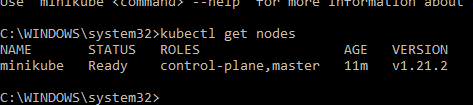 Use "minikube <command> --help" for more information about
C:\WINDOWS\system32>kubectl get nodes
NAME STATUS ROLES AGE VERSION
minikube Ready control-plane,master 11m v1.21.2
C:\WINDOWS\system32>